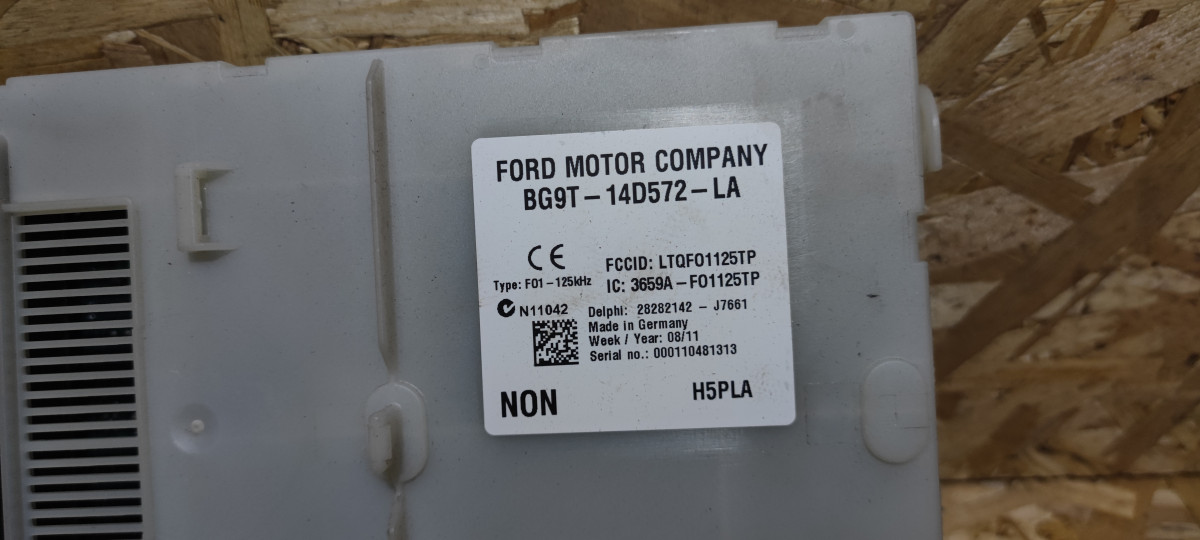 FORD MOTOR COMPANY
BG9T-14D572-LA
CE
Type: F01-125kHz
N11042
FCCID: LTQFO1125TP
IC: 3659A-FO1125TP
Delphi: 28282142 - J7661
Made in Germany
Week / Year: 08/11
Serial no.: 000110481313
NON
H5PLA